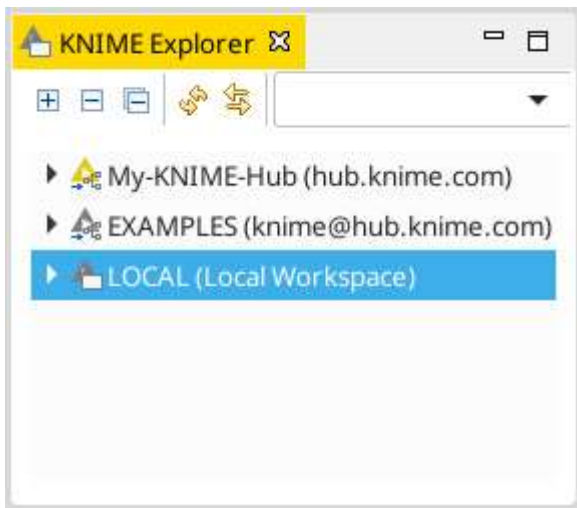 KNIME Explorer
My-KNIME-Hub (hub.knime.com)
EXAMPLES (knime@hub.knime.com)
LOCAL (Local Workspace)